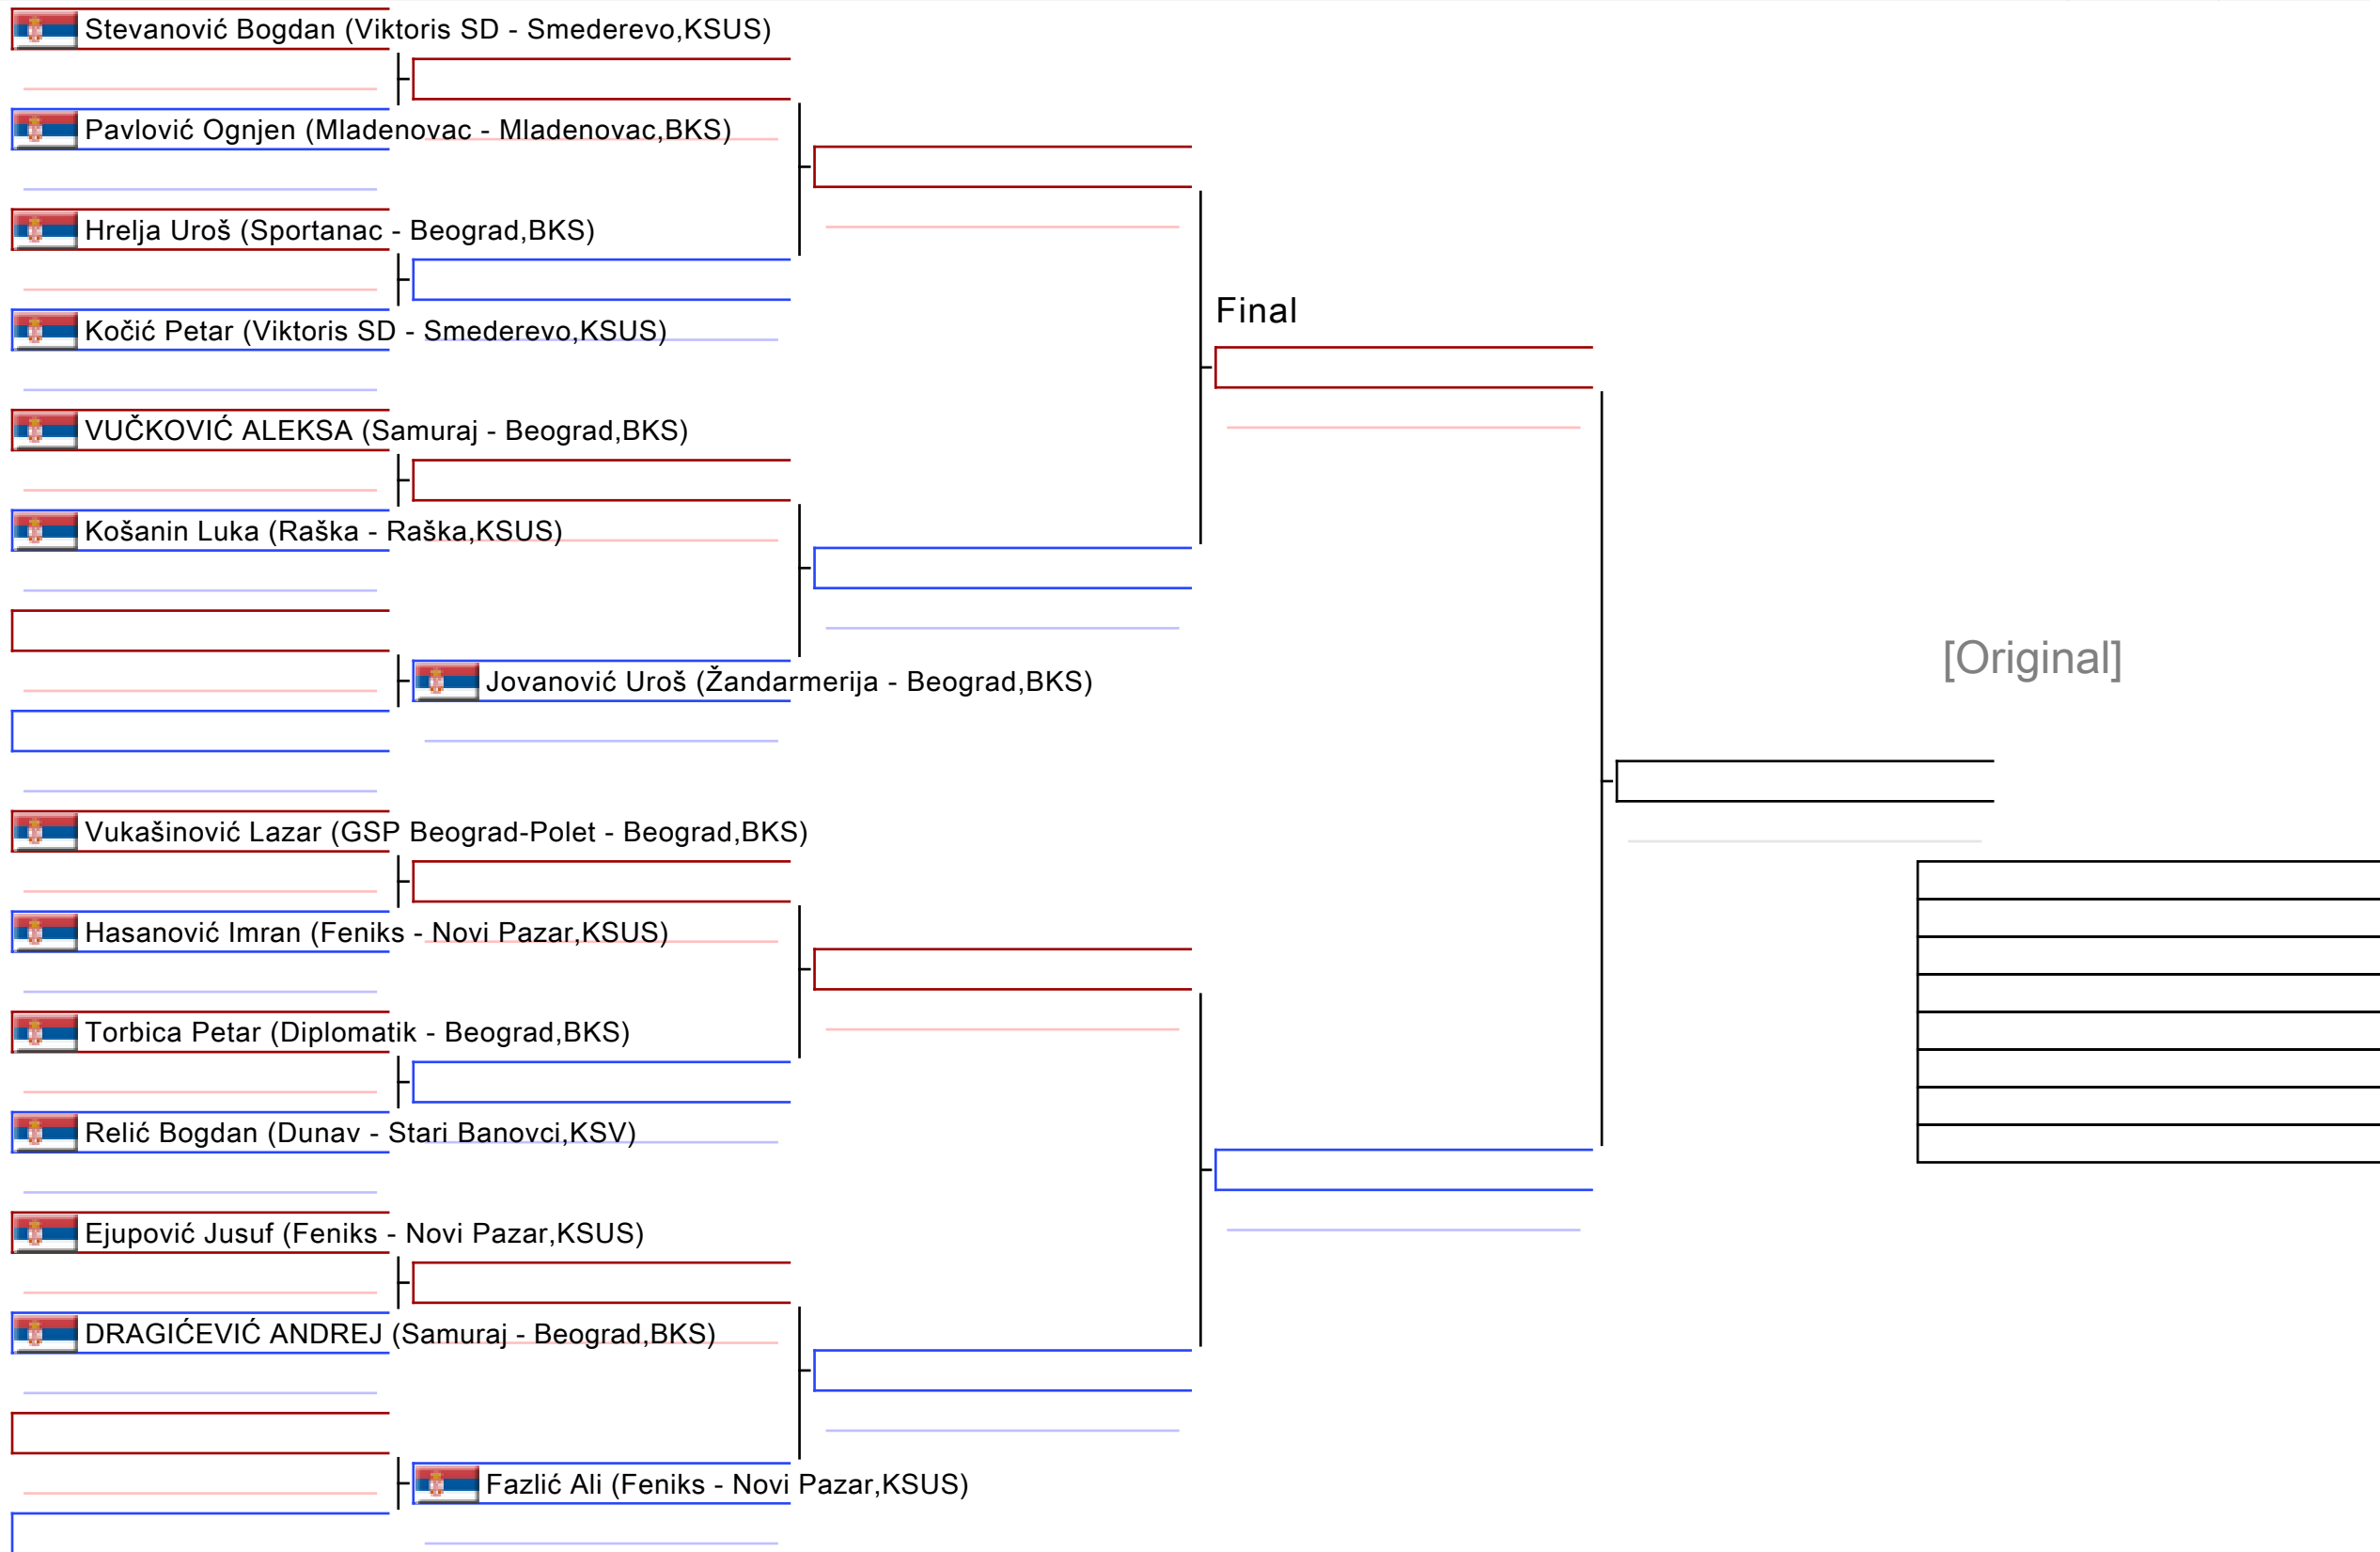 Stevanović Bogdan (Viktoris SD - Smederevo,KSUS)
Pavlović Ognjen (Mladenovac - Mladenovac,BKS)
Hrelja Uroš (Sportanac - Beograd,BKS)
Final
Kočić Petar (Viktoris SD - Smederevo,KSUS)
VUČKOVIĆ ALEKSA (Samuraj - Beograd,BKS)
Košanin Luka (Raška - Raška,KSUS)
[Original]
Jovanović Uroš (Žandarmerija - Beograd,BKS)
Vukašinović Lazar (GSP Beograd-Polet - Beograd,BKS)
Hasanović Imran (Feniks - Novi Pazar,KSUS)
Torbica Petar (Diplomatik - Beograd,BKS)
Relić Bogdan (Dunav - Stari Banovci,KSV)
Ejupović Jusuf (Feniks - Novi Pazar,KSUS)
DRAGIĆEVIĆ ANDREJ (Samuraj - Beograd,BKS)
Fazlić Ali (Feniks - Novi Pazar,KSUS)